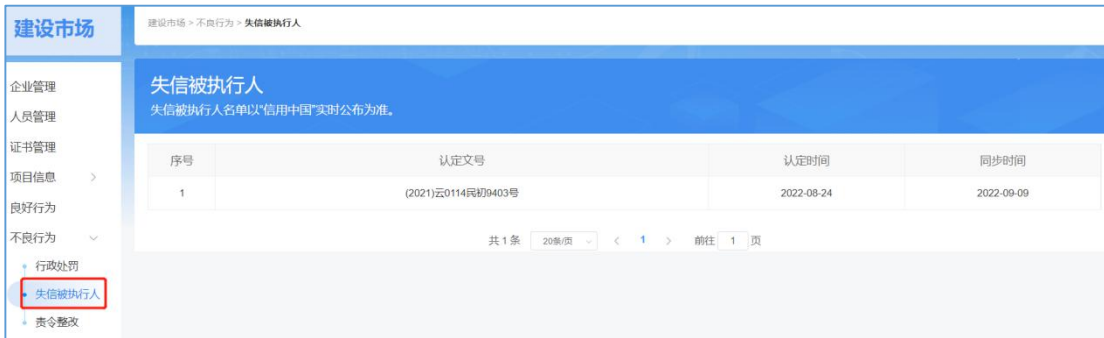 建设市场
建设市场 > 不良行为 > 失信被执行人
企业管理
人员管理
证书管理
项目信息
良好行为
不良行为
行政处罚
失信被执行人
责令整改
失信被执行人
失信被执行人名单以“信用中国”实时公布为准。
序号 认定文号 认定时间 同步时间
1 (2021)云0114民初9403号 2022-08-24 2022-09-09
共 1 条 20条/页 1 前往 1 页